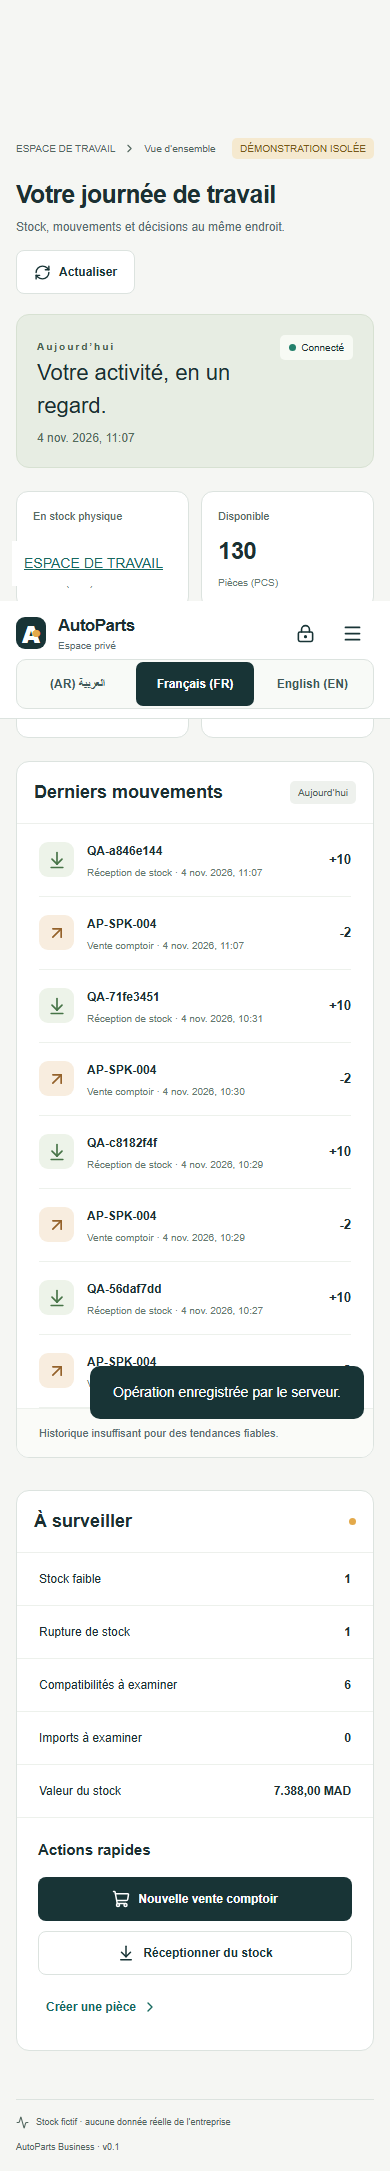 ESPACE DE TRAVAIL > Vue d'ensemble
DÉMONSTRATION ISOLÉE
Votre journée de travail
Stock, mouvements et décisions au même endroit.
Actualiser
Aujourd'hui
Connecté
Votre activité, en un
regard.
4 nov. 2026, 11:07
En stock physique
Disponible
130
Pièces (PCS)
ESPACE DE TRAVAIL
AutoParts
Espace privé
العربية (AR)
Français (FR)
English (EN)
Derniers mouvements
Aujourd'hui
QA-a846e144
+10
Réception de stock · 4 nov. 2026, 11:07
AP-SPK-004
-2
Vente comptoir · 4 nov. 2026, 11:07
QA-71fe3451
+10
Réception de stock · 4 nov. 2026, 10:31
AP-SPK-004
-2
Vente comptoir · 4 nov. 2026, 10:30
QA-c8182f4f
+10
Réception de stock · 4 nov. 2026, 10:29
AP-SPK-004
-2
Vente comptoir · 4 nov. 2026, 10:29
QA-56daf7dd
+10
Réception de stock · 4 nov. 2026, 10:27
AP-SPK-004
Opération enregistrée par le serveur.
Historique insuffisant pour des tendances fiables.
À surveiller
Stock faible
1
Rupture de stock
1
Compatibilités à examiner
6
Imports à examiner
0
Valeur du stock
7.388,00 MAD
Actions rapides
Nouvelle vente comptoir
Réceptionner du stock
Créer une pièce
Stock fictif · aucune donnée réelle de l'entreprise
AutoParts Business · v0.1